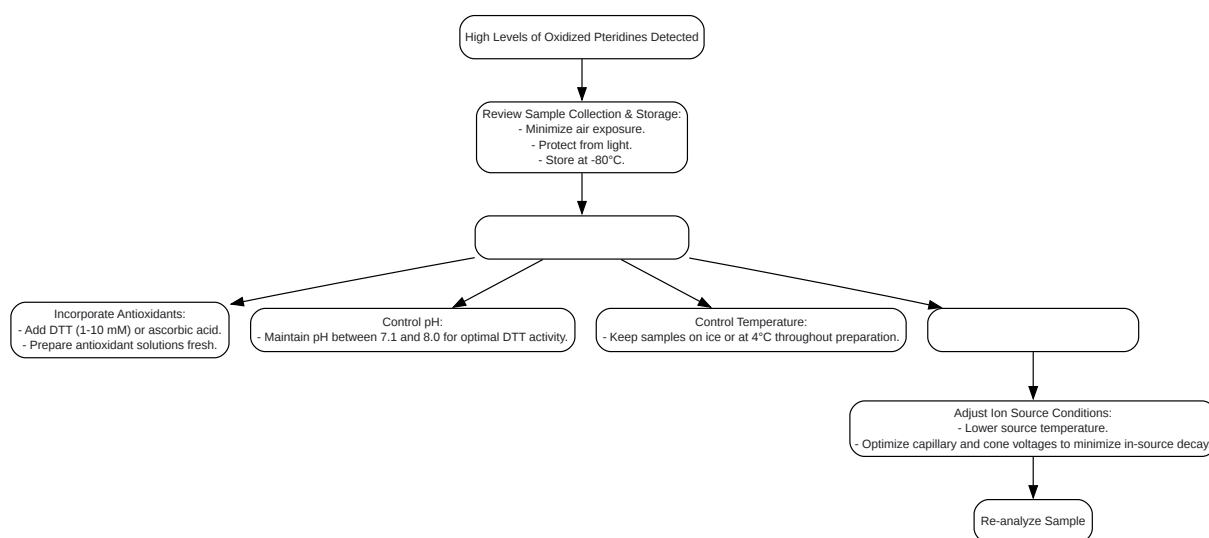 High Levels of Oxidized Pteridines Detected
Review Sample Collection & Storage:
- Minimize air exposure.
- Protect from light.
- Store at -80°C.
Incorporate Antioxidants:
- Add DTT (1-10 mM) or ascorbic acid.
- Prepare antioxidant solutions fresh.
Control pH:
- Maintain pH between 7.1 and 8.0 for optimal DTT activity.
Control Temperature:
- Keep samples on ice or at 4°C throughout preparation.
Adjust Ion Source Conditions:
- Lower source temperature.
- Optimize capillary and cone voltages to minimize in-source decay
Re-analyze Sample